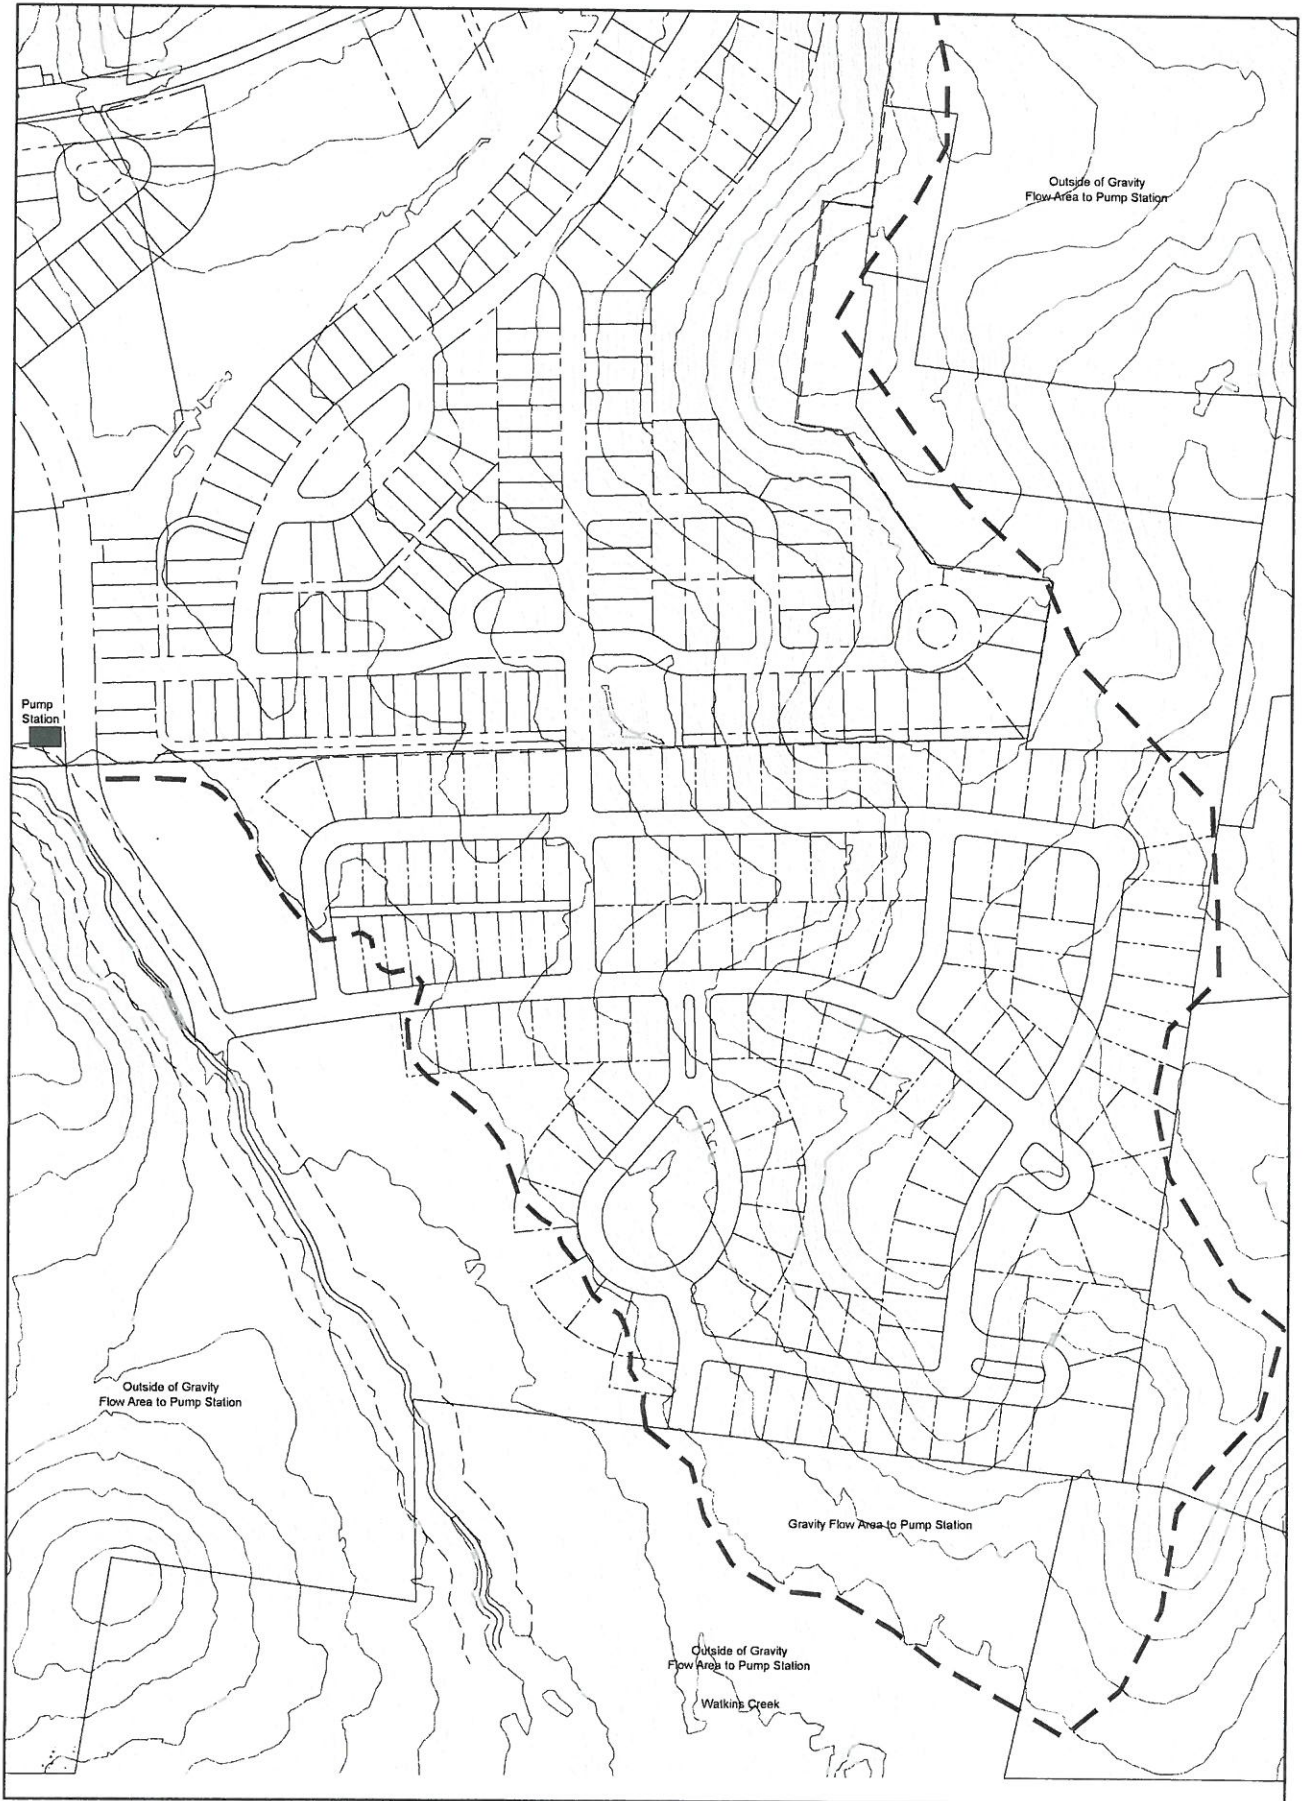 Outside of Gravity
Flow Area to Pump Station
Pump
Station
Outside of Gravity
Flow Area to Pump Station
Gravity Flow Area to Pump Station
Outside of Gravity
Flow Area to Pump Station
Watkins Creek